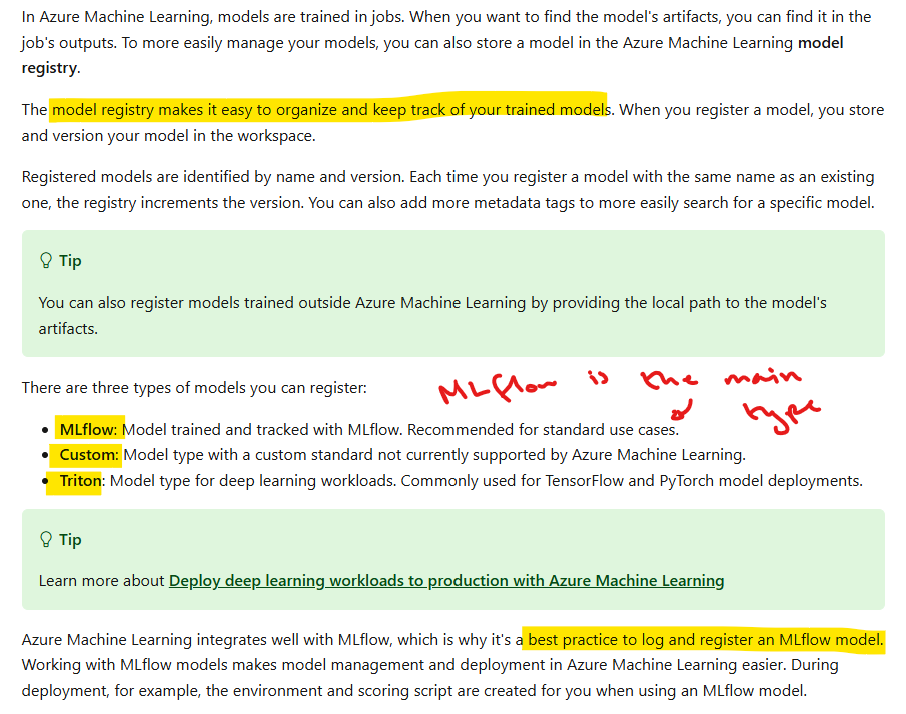 In Azure Machine Learning, models are trained in jobs. When you want to find the model's artifacts, you can find it in the
job's outputs. To more easily manage your models, you can also store a model in the Azure Machine Learning model
registry.
The model registry makes it easy to organize and keep track of your trained models. When you register a model, you store
and version your model in the workspace.
Registered models are identified by name and version. Each time you register a model with the same name as an existing
one, the registry increments the version. You can also add more metadata tags to more easily search for a specific model.
Tip
You can also register models trained outside Azure Machine Learning by providing the local path to the model's
artifacts.
There are three types of models you can register:
MLflow is the main
type
• MLflow: Model trained and tracked with MLflow. Recommended for standard use cases.
• Custom: Model type with a custom standard not currently supported by Azure Machine Learning.
• Triton: Model type for deep learning workloads. Commonly used for TensorFlow and PyTorch model deployments.
Tip
Learn more about Deploy deep learning workloads to production with Azure Machine Learning
Azure Machine Learning integrates well with MLflow, which is why it's a best practice to log and register an MLflow model.
Working with MLflow models makes model management and deployment in Azure Machine Learning easier. During
deployment, for example, the environment and scoring script are created for you when using an MLflow model.